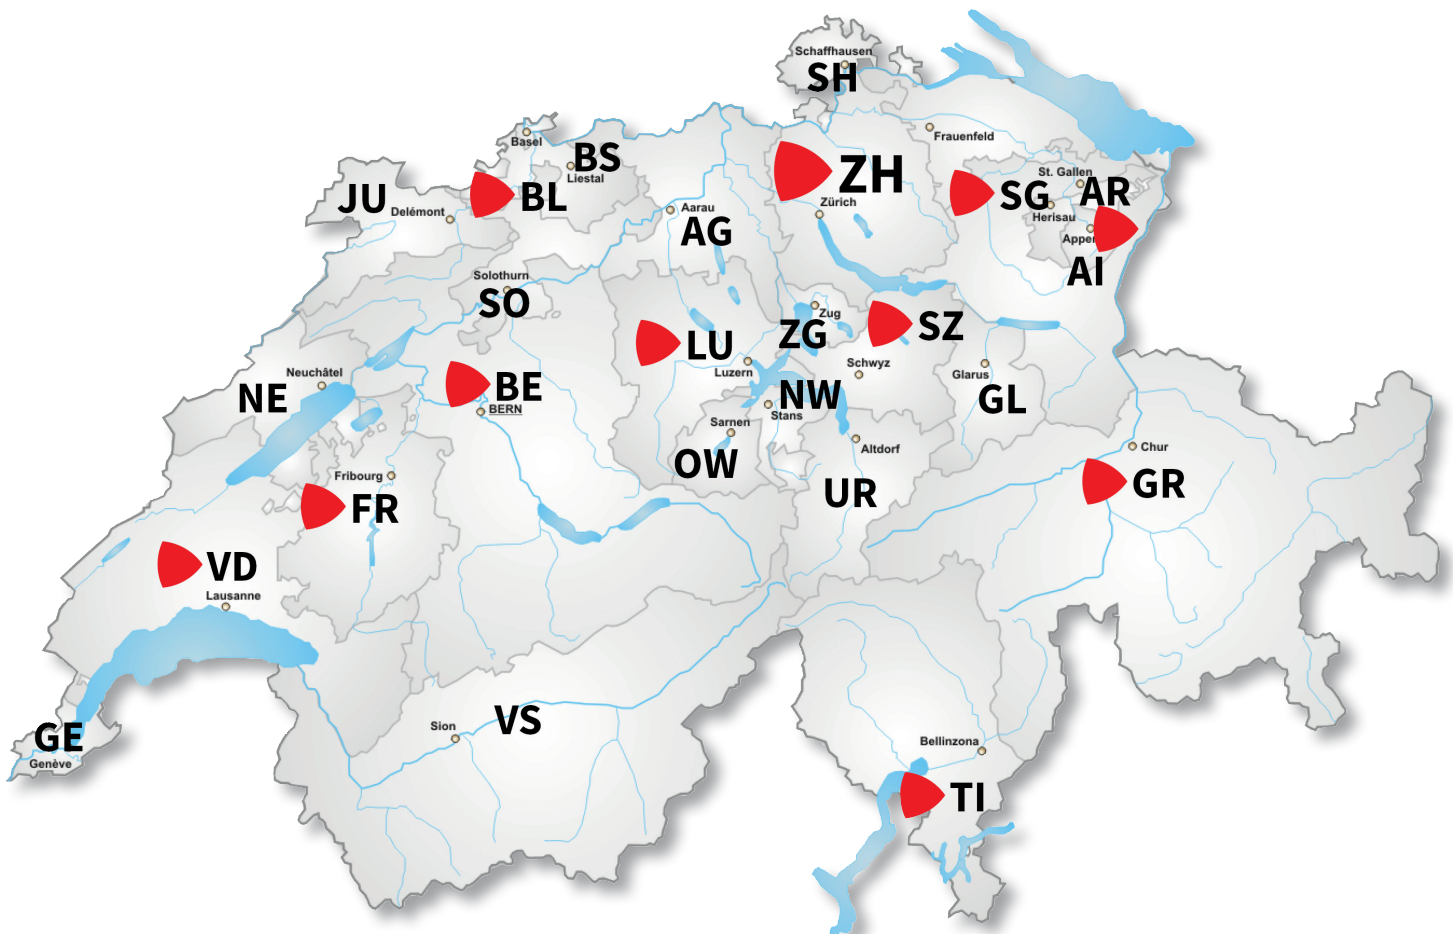 Schaffhausen
SH
Basel
BS
Liestal
Frauenfeld
ZH
St. Gallen
JU
BL
SG
AR
Delémont
Aarau
Zürich
Herisau
AG
AI
Solothurn
SO
Zug
ZG
SZ
LU
Luzern
Schwyz
Neuchâtel
Glarus
NE
BE
BERN
NW
GL
Stans
Sarnen
OW
Altdorf
Chur
Fribourg
UR
GR
FR
VD
Lausanne
GE
Genève
Sion
VS
Bellinzona
TI